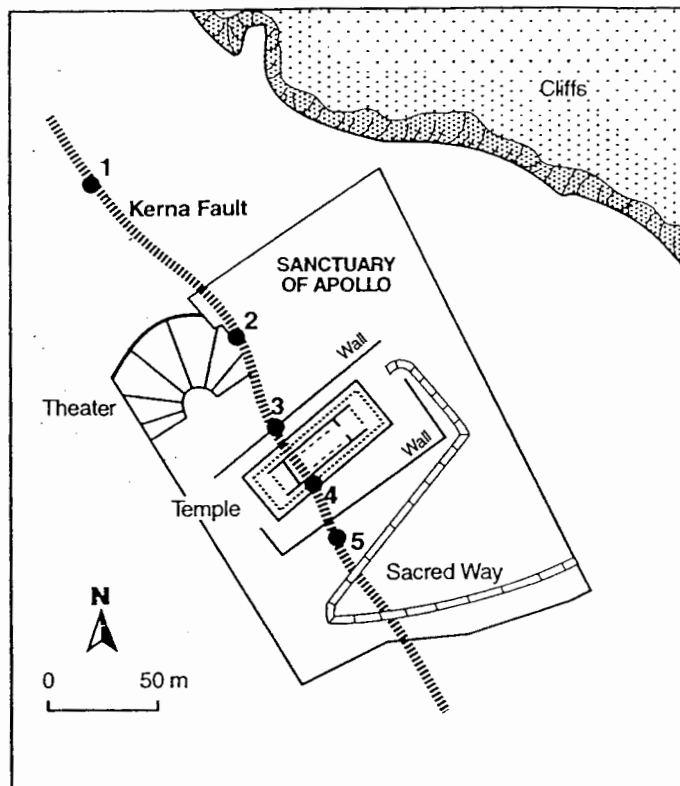 Cliffs
1
Kerna Fault
SANCTUARY
OF APOLLO
2
Wall
Theater
3
Wall
Temple
4
5
Sacred Way
N
0 50 m